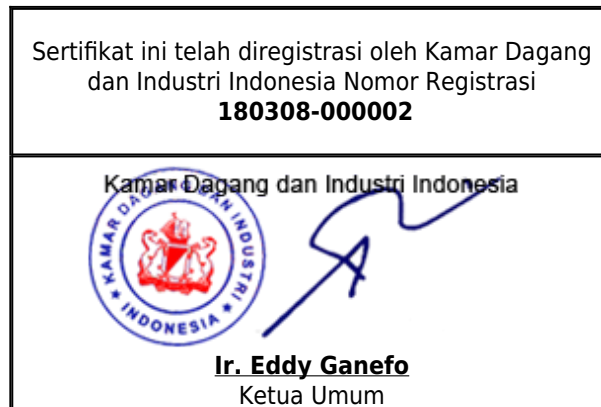 Sertifikat ini telah diregistrasi oleh Kamar Dagang
dan Industri Indonesia Nomor Registrasi
180308-000002
Kamar Dagang dan Industri Indonesia
KAMAR DAGANG DAN INDUSTRI
INDONESIA
Ir. Eddy Ganefo
Ketua Umum